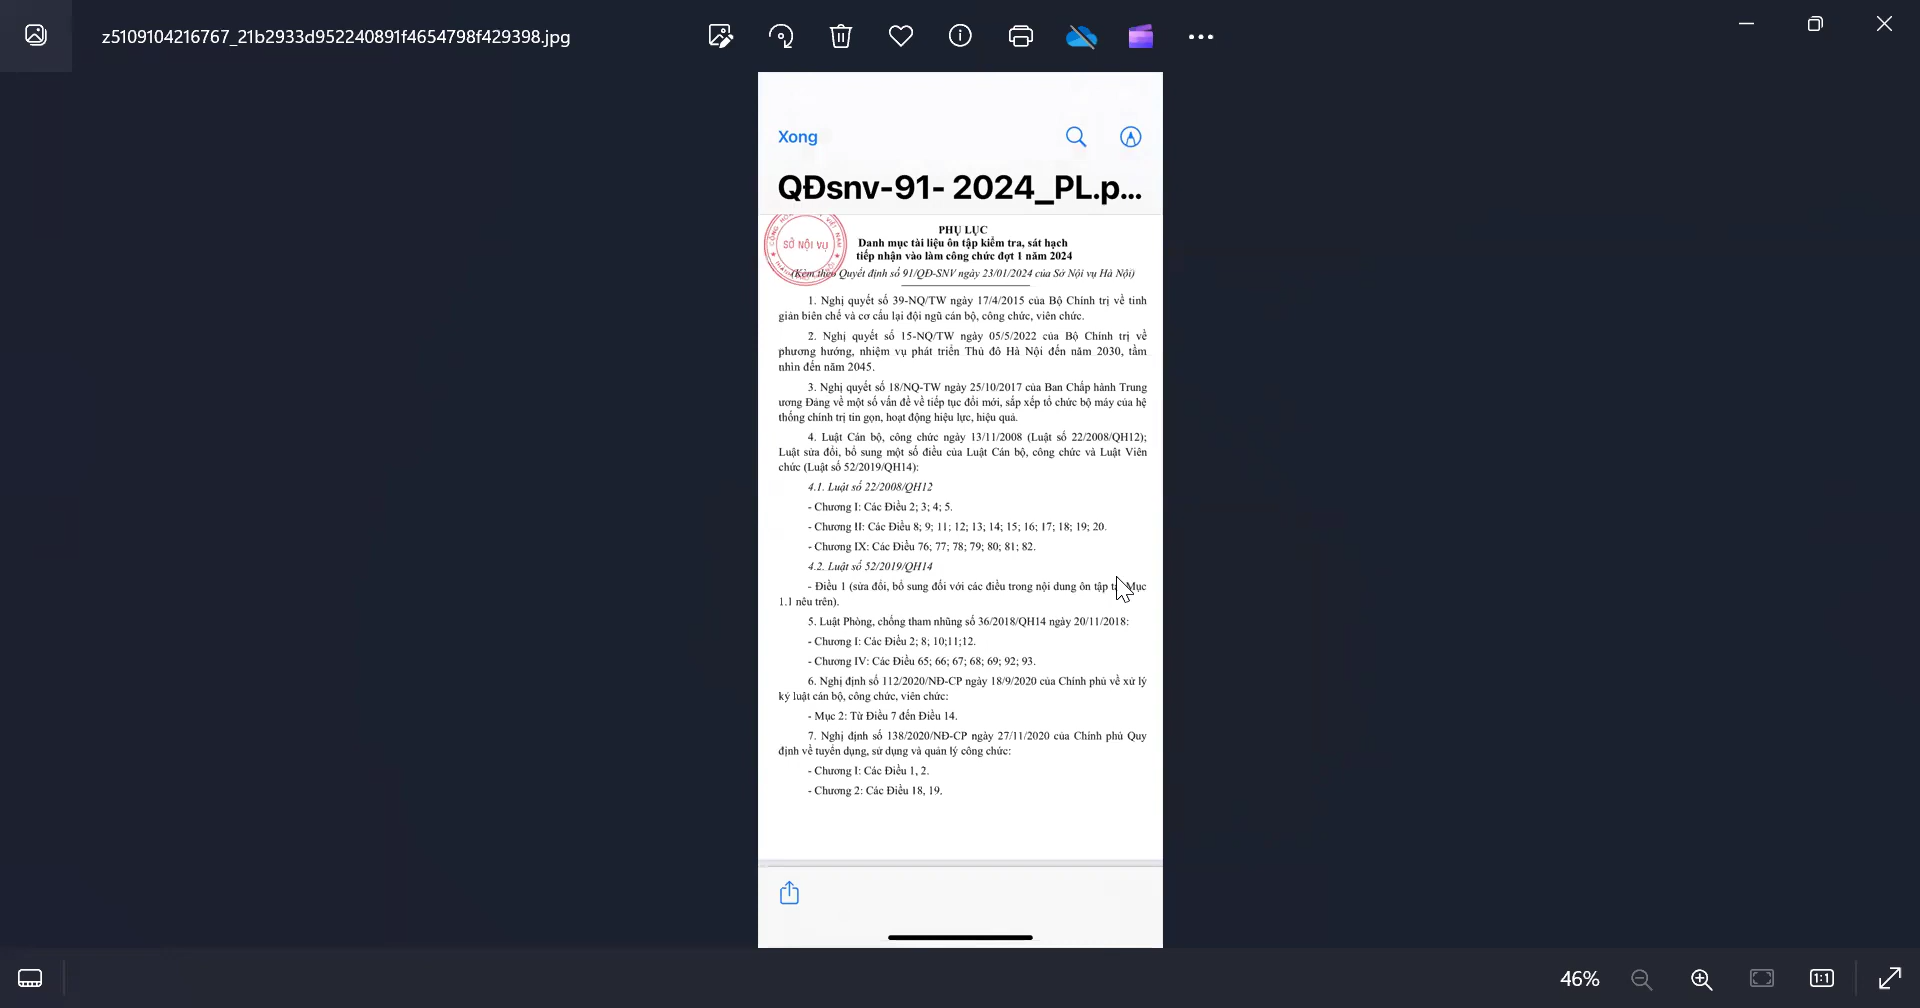 z5109104216767_21b2933d952240891f4654798f429398.jpg
Xong
QĐsnv-91- 2024_PL.p...
SỞ NỘI VỤ
PHỤ LỤC
Danh mục tài liệu ôn tập kiểm tra, sát hạch
tiếp nhận vào làm công chức đợt 1 năm 2024
(Kèm theo Quyết định số 91/QĐ-SNV ngày 23/01/2024 của Sở Nội vụ Hà Nội)
1. Nghị quyết số 39-NQ/TW ngày 17/4/2015 của Bộ Chính trị về tinh
giản biên chế và cơ cấu lại đội ngũ cán bộ, công chức, viên chức.
2. Nghị quyết số 15-NQ/TW ngày 05/5/2022 của Bộ Chính trị về
phương hướng, nhiệm vụ phát triển Thủ đô Hà Nội đến năm 2030, tầm
nhìn đến năm 2045.
3. Nghị quyết số 18/NQ-TW ngày 25/10/2017 của Ban Chấp hành Trung
ương Đảng về một số vấn đề về tiếp tục đổi mới, sắp xếp tổ chức bộ máy của hệ
thống chính trị tin gọn, hoạt động hiệu lực, hiệu quả.
4. Luật Cán bộ, công chức ngày 13/11/2008 (Luật số 22/2008/QH12);
Luật sửa đổi, bổ sung một số điều của Luật Cán bộ, công chức và Luật Viên
chức (Luật số 52/2019/QH14):
4.1. Luật số 22/2008/QH12
- Chương I: Các Điều 2; 3; 4; 5.
- Chương II: Các Điều 8; 9; 11; 12; 13; 14; 15; 16; 17; 18; 19; 20.
- Chương IX: Các Điều 76; 77; 78; 79; 80; 81; 82.
4.2. Luật số 52/2019/QH14
- Điều 1 (sửa đổi, bổ sung đối với các điều trong nội dung ôn tập Mục
1.1 nêu trên).
5. Luật Phòng, chống tham nhũng số 36/2018/QH14 ngày 20/11/2018:
- Chương I: Các Điều 2; 8; 10;11;12.
- Chương IV: Các Điều 65; 66; 67; 68; 69; 92; 93.
6. Nghị định số 112/2020/NĐ-CP ngày 18/9/2020 của Chính phủ về xử lý
kỷ luật cán bộ, công chức, viên chức:
- Mục 2: Từ Điều 7 đến Điều 14.
7. Nghị định số 138/2020/NĐ-CP ngày 27/11/2020 của Chính phủ Quy
định về tuyển dụng, sử dụng và quản lý công chức:
- Chương I: Các Điều 1, 2.
- Chương 2: Các Điều 18, 19.
46%
1:1